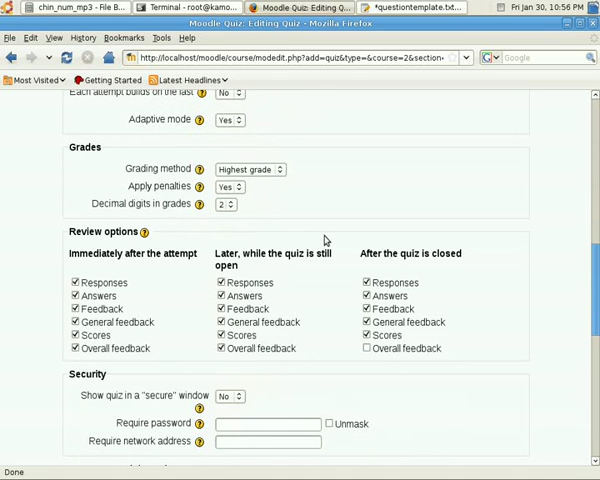 chin_num_mp3 - File B... Terminal - root@kamo... Moodle Quiz: Editing Q... *questiontemplate.txt... Fri Jan 30, 10:56 PM
Moodle Quiz: Editing Quiz - Mozilla Firefox
File Edit View History Bookmarks Tools Help
http://localhost/moodle/course/modedit.php?add=quiz&type=&course=2&section= Google
Most Visited Getting Started Latest Headlines
Each attempt builds on the last ? No
Adaptive mode ? Yes
Grades
Grading method ? Highest grade
Apply penalties ? Yes
Decimal digits in grades ? 2
Review options ?
Immediately after the attempt Later, while the quiz is still open After the quiz is closed
Responses Responses Responses
Answers Answers Answers
Feedback Feedback Feedback
General feedback General feedback General feedback
Scores Scores Scores
Overall feedback Overall feedback Overall feedback
Security
Show quiz in a "secure" window ? No
Require password ? Unmask
Require network address ?
Done